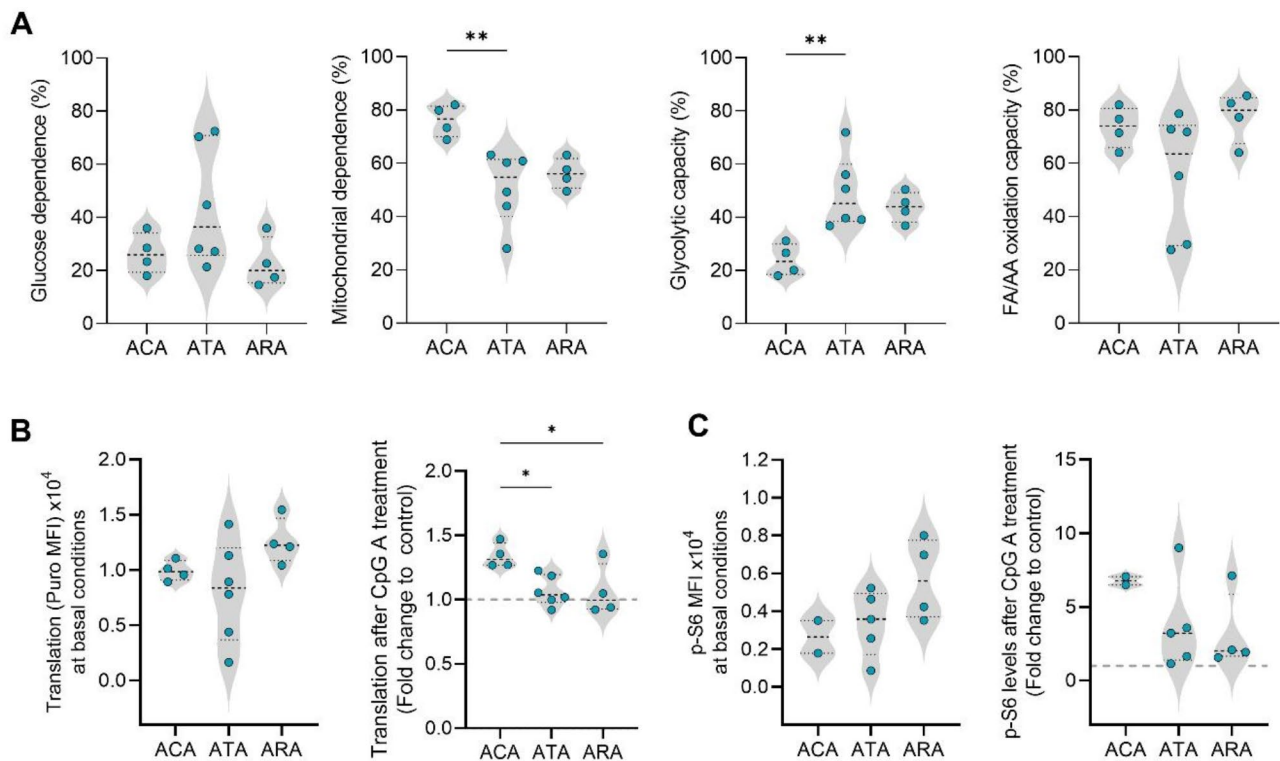 A
Glucose dependence (%)
100
80
60
40
20
0
ACA ATA ARA
Mitochondrial dependence (%)
100
80
60
40
20
0
**
ACA ATA ARA
Glycolytic capacity (%)
100
80
60
40
20
0
**
ACA ATA ARA
FA/AA oxidation capacity (%)
100
80
60
40
20
0
ACA ATA ARA
B
Translation (Puro MFI) x10⁴
at basal conditions
2.0
1.5
1.0
0.5
0.0
ACA ATA ARA
Translation after CpG A treatment
(Fold change to control)
2.0
1.5
1.0
0.5
0.0
*
*
ACA ATA ARA
C
p-S6 MFI x10⁴
at basal conditions
1.2
1.0
0.8
0.6
0.4
0.2
0.0
ACA ATA ARA
p-S6 levels after CpG A treatment
(Fold change to control)
15
10
5
0
ACA ATA ARA